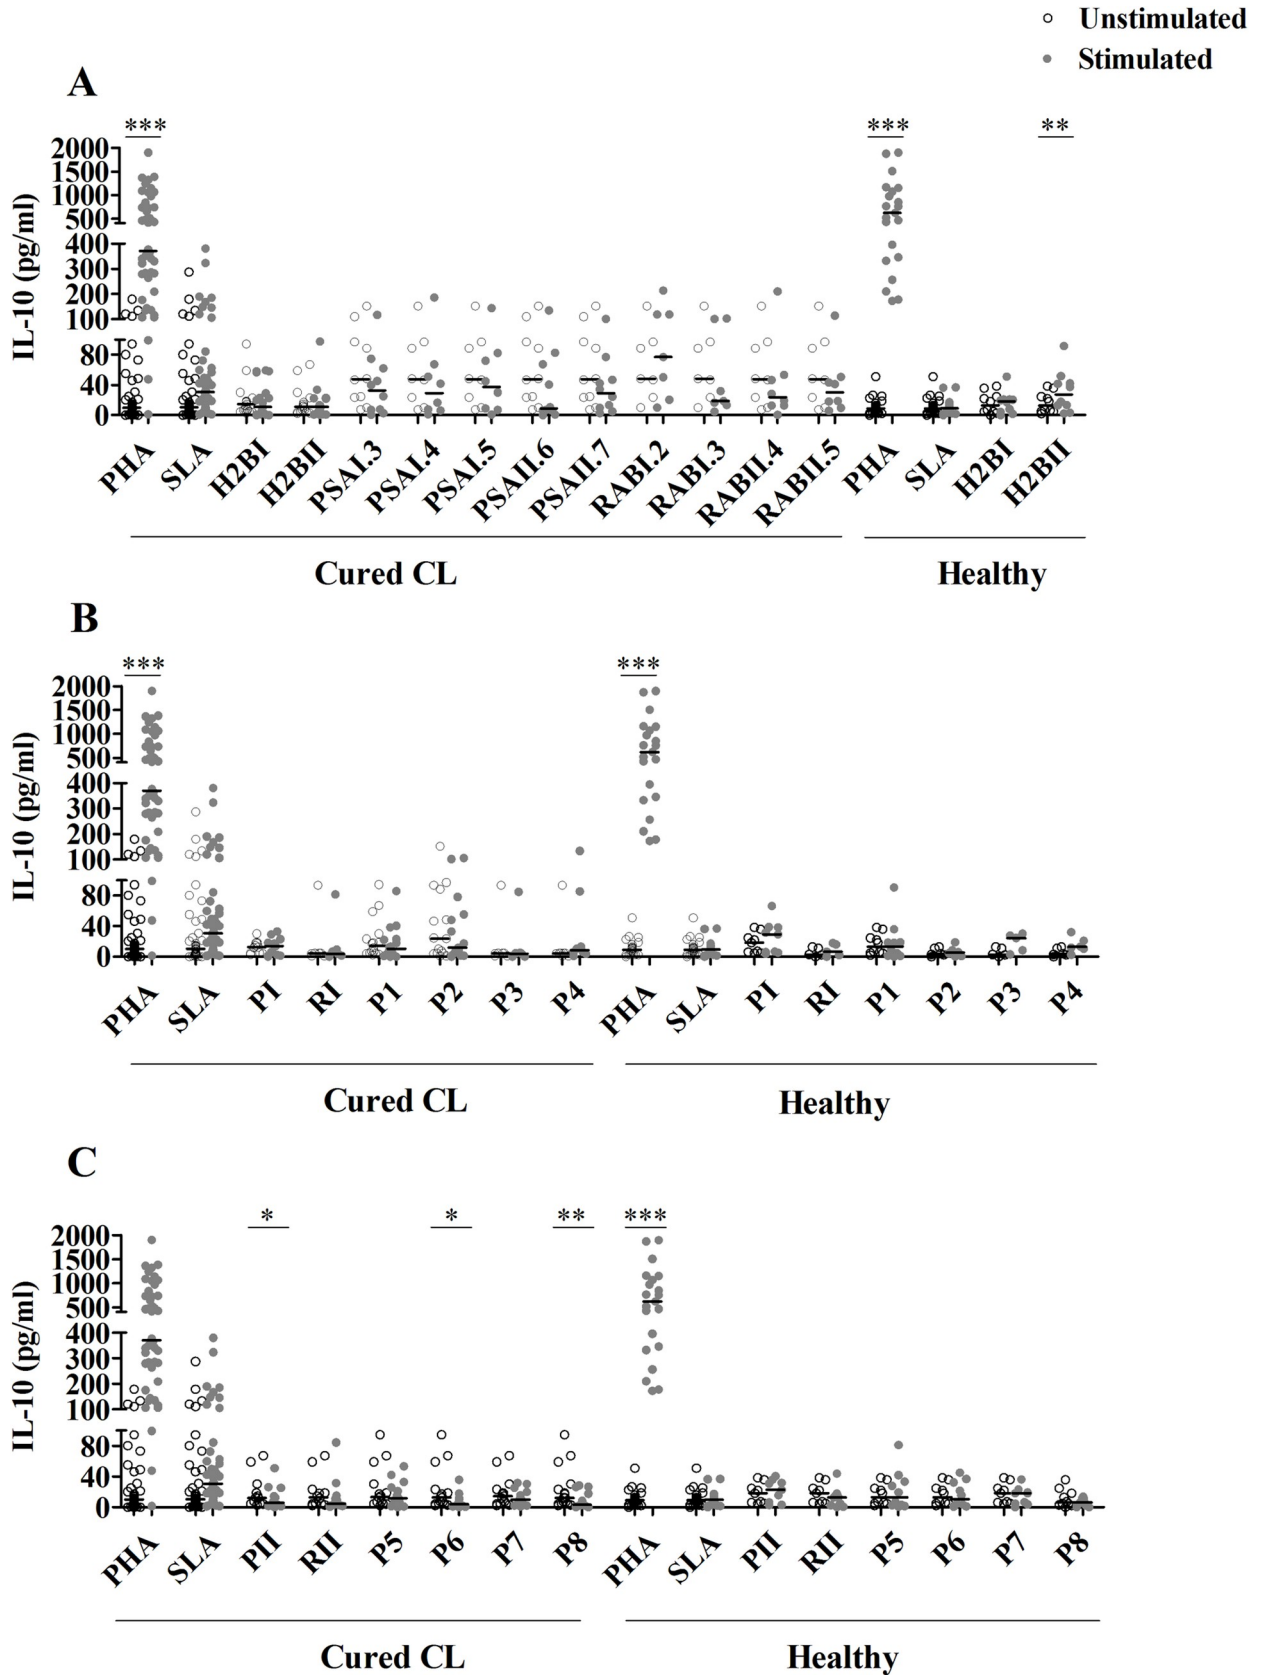 Unstimulated
Stimulated
A
*** *** **
IL-10 (pg/ml)
2000
1500
1000
500
400
300
200
100
80
40
0
PHA SLA H2BI H2BII PSAI.3 PSAI.4 PSAI.5 PSAII.6 PSAII.7 RABI.2 RABI.3 RABII.4 RABII.5 PHA SLA H2BI H2BII
Cured CL Healthy
B
*** ***
IL-10 (pg/ml)
2000
1500
1000
500
400
300
200
100
80
40
0
PHA SLA PI RI P1 P2 P3 P4 PHA SLA PI RI P1 P2 P3 P4
Cured CL Healthy
C
* * ** ***
IL-10 (pg/ml)
2000
1500
1000
500
400
300
200
100
80
40
0
PHA SLA PII RII P5 P6 P7 P8 PHA SLA PII RII P5 P6 P7 P8
Cured CL Healthy